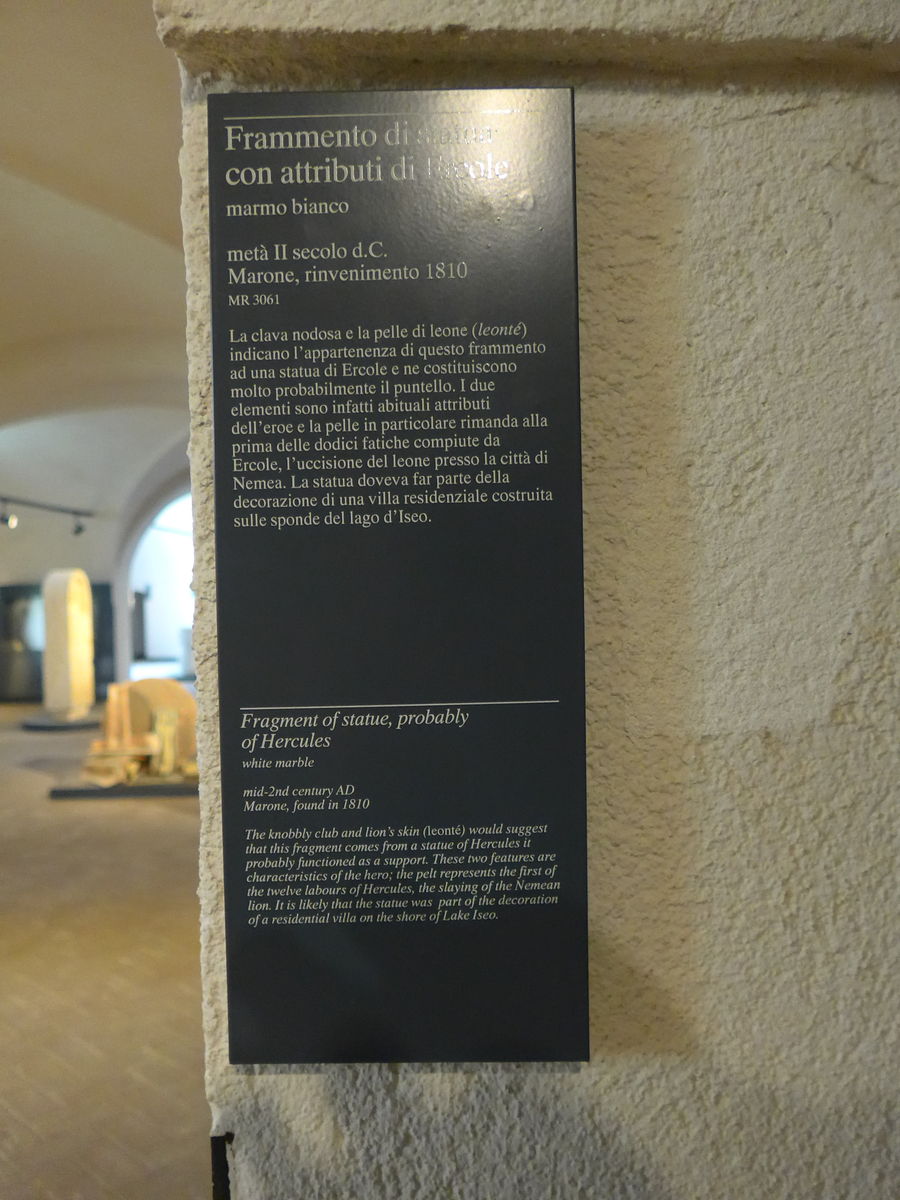 Frammento di statua
con attributi di Ercole
marmo bianco
metà II secolo d.C.
Marone, rinvenimento 1810
MR 3061
La clava nodosa e la pelle di leone (leonté)
indicano l'appartenenza di questo frammento
ad una statua di Ercole e ne costituiscono
molto probabilmente il puntello. I due
elementi sono infatti abituali attributi
dell'eroe e la pelle in particolare rimanda alla
prima delle dodici fatiche compiute da
Ercole, l'uccisione del leone presso la città di
Nemea. La statua doveva far parte della
decorazione di una villa residenziale costruita
sulle sponde del lago d'Iseo.
Fragment of statue, probably
of Hercules
white marble
mid-2nd century AD
Marone, found in 1810
The knobbly club and lion's skin (leonté) would suggest
that this fragment comes from a statue of Hercules it
probably functioned as a support. These two features are
characteristics of the hero; the pelt represents the first of
the twelve labours of Hercules, the slaying of the Nemean
lion. It is likely that the statue was part of the decoration
of a residential villa on the shore of Lake Iseo.